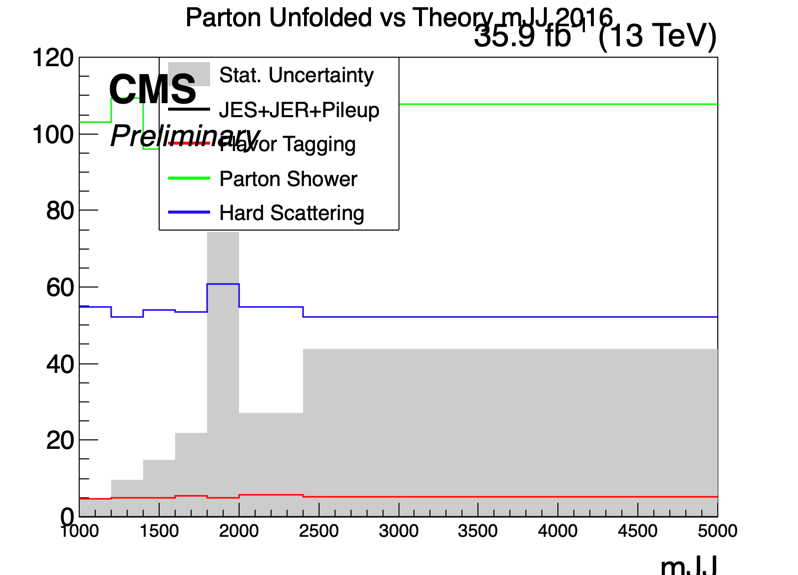 Parton Unfolded vs Theory mJJ 2016
35.9 fb⁻¹ (13 TeV)
CMS
Preliminary
Stat. Uncertainty
JES+JER+Pileup
Flavor Tagging
Parton Shower
Hard Scattering
120
100
80
60
40
20
0
1000 1500 2000 2500 3000 3500 4000 4500 5000
mJJ